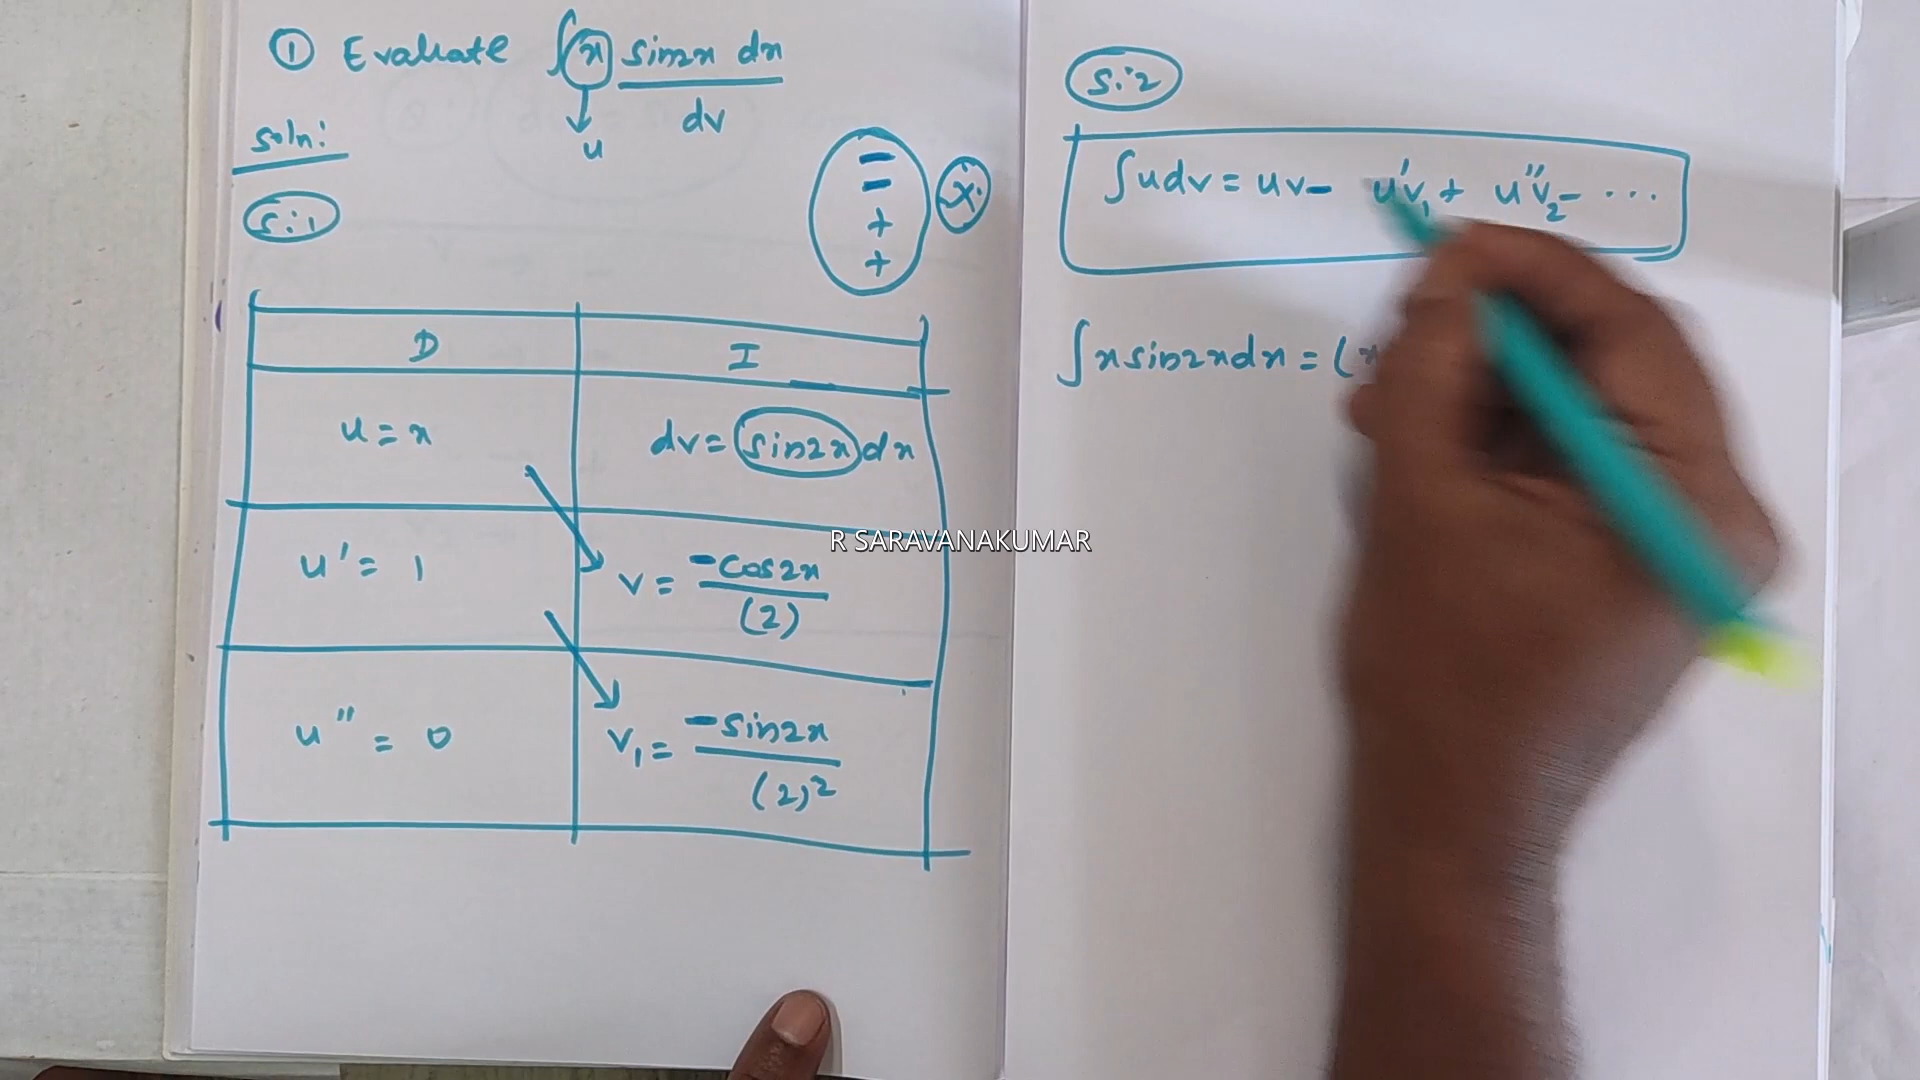 ① Evaluate ∫x sin2x dx
u
dv
soln:
S:1
-
-
+
+
x.
D I
u = x dv = sin2x dx
u' = 1 v = -cos2x/(2)
u'' = 0 v₁ = -sin2x/(2)²
S:2
∫udv = uv - u'v₁ + u''v₂ - ...
∫x sin2x dx = (x
R SARAVANAKUMAR